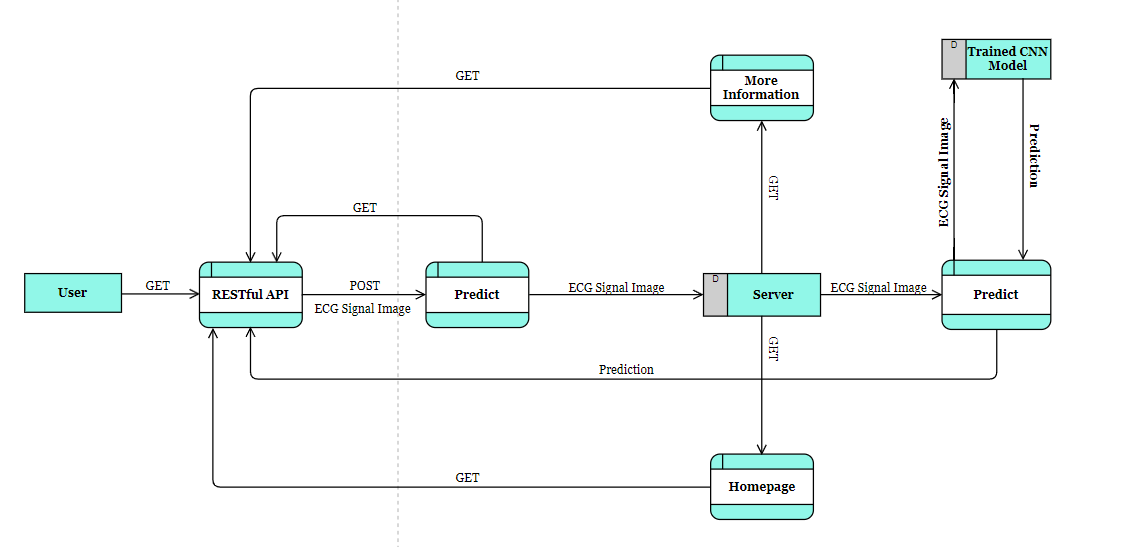 D
Trained CNN
Model
GET
More
Information
ECG Signal Image
Prediction
GET
GET
User
GET
RESTful API
POST
ECG Signal Image
Predict
ECG Signal Image
D
Server
ECG Signal Image
Predict
GET
Prediction
GET
Homepage